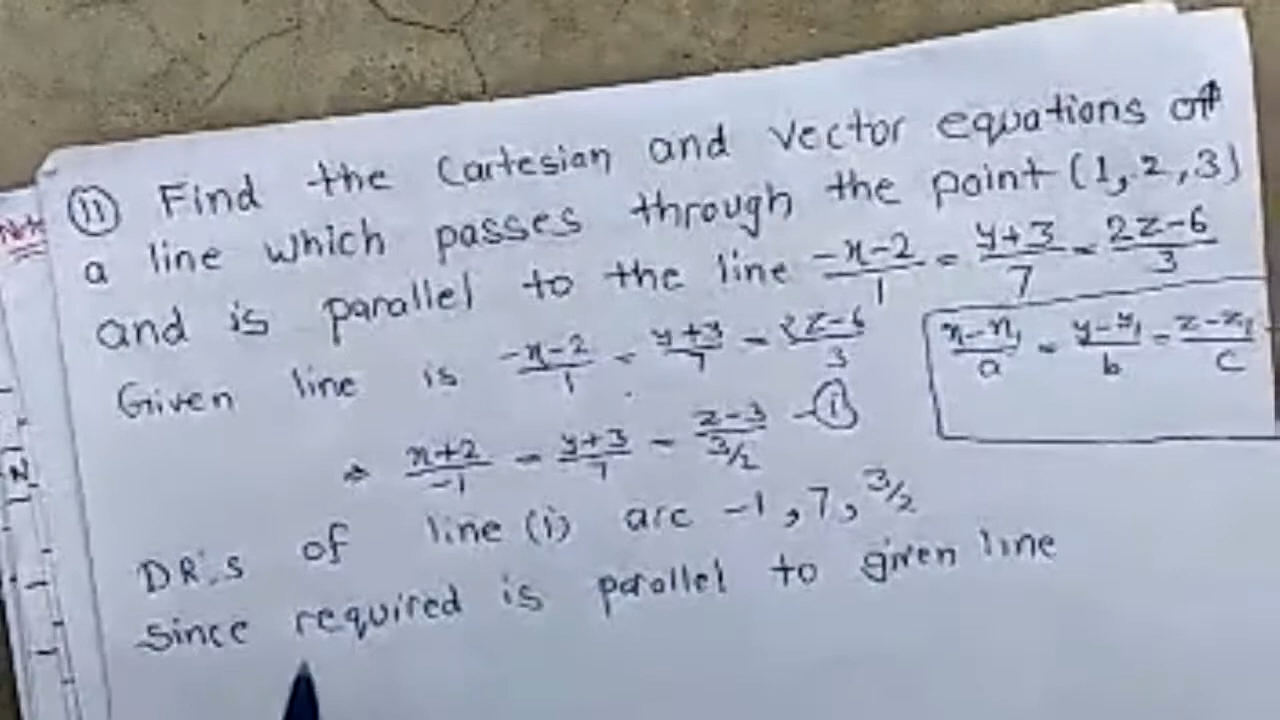 (11) Find the Cartesian and vector equations of
a line which passes through the point (1, 2, 3)
and is parallel to the line -x-2/1 = y+3/7 = 2z-6/3
Given line is -x-2/1 = y+3/7 = 2z-6/3
x-x₁/a = y-y₁/b = z-z₁/c
⇒ x+2/-1 = y+3/7 = z-3/3/2 -(i)
DR's of line (i) are -1, 7, 3/2
Since required is parallel to given line